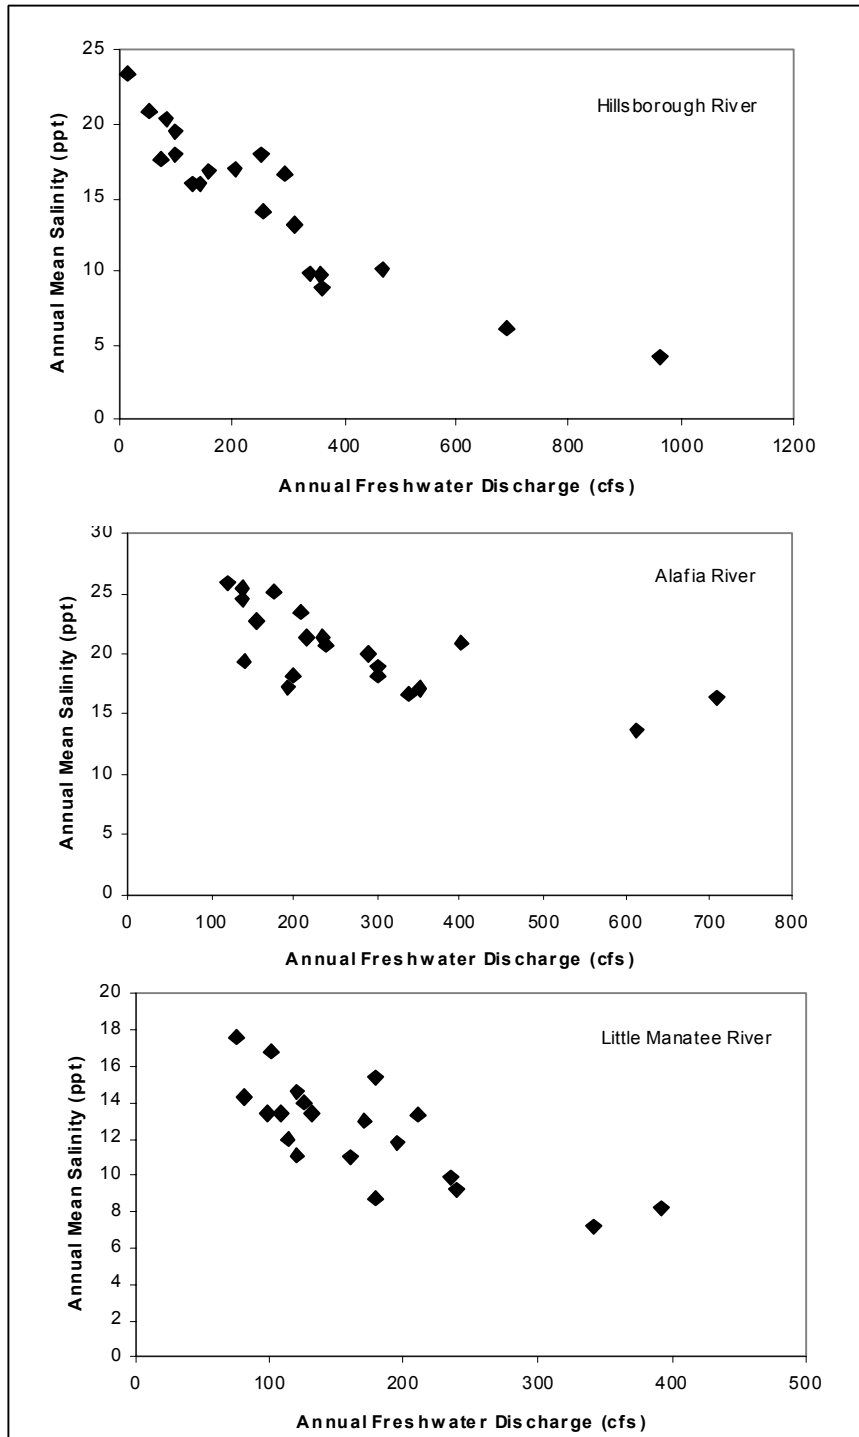 25
20
15
10
5
0
Annual Mean Salinity (ppt)
Hillsborough River
0 200 400 600 800 1000 1200
Annual Freshwater Discharge (cfs)
30
25
20
15
10
5
0
Annual Mean Salinity (ppt)
Alafia River
0 100 200 300 400 500 600 700 800
Annual Freshwater Discharge (cfs)
20
18
16
14
12
10
8
6
4
2
0
Annual Mean Salinity (ppt)
Little Manatee River
0 100 200 300 400 500
Annual Freshwater Discharge (cfs)